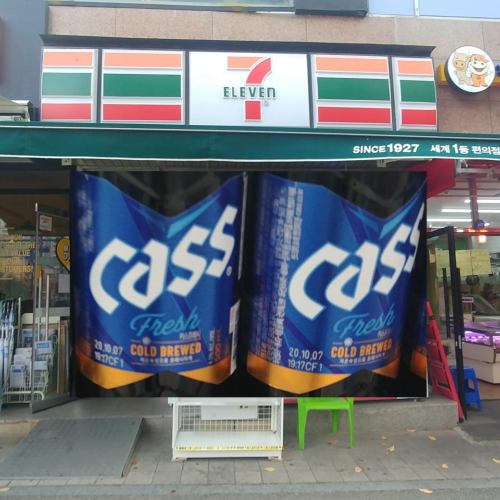 7
ELEVEn
SINCE 1927 세계 1등 편의점
cass
Fresh
COLD BREWED
20.10.07
19:17CF1
cass
Fresh
COLD BREWED
20.10.07
19:17CF1